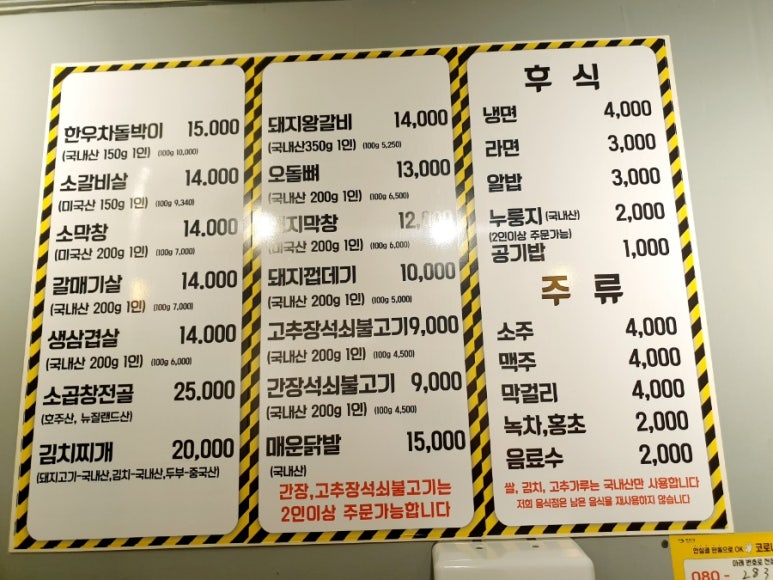 한우차돌박이 15.000
(국내산 150g 1인) (100g 10,000)
소갈비살 14.000
(미국산 150g 1인) (100g 9,340)
소막창 14.000
(미국산 200g 1인) (100g 7,000)
갈매기살 14.000
(국내산 200g 1인) (100g 7,000)
생삼겹살 14.000
(국내산 200g 1인) (100g 6,000)
소곱창전골 25.000
(호주산, 뉴질랜드산)
김치찌개 20,000
(돼지고기-국내산,김치-국내산,두부-중국산)
돼지왕갈비 14,000
(국내산350g 1인) (100g 5,250)
오돌뼈 13,000
(국내산 200g 1인) (100g 6,500)
지막창
미국산 200g 1인) (100g 6,000)
돼지껍데기 10,000
(국내산 200g 1인) (100g 5,000)
고추장석쇠불고기9,000
(국내산 200g 1인) (100g 4,500)
간장석쇠불고기 9,000
(국내산 200g 1인) (100g 4,500)
매운닭발 15,000
(국내산)
간장,고추장석쇠불고기는
2인이상 주문가능합니다
후 식
냉면 4,000
라면 3,000
알밥 3,000
누룽지 (국내산) 2,000
(2인이상 주문가능)
공기밥 1,000
주 류
소주 4,000
맥주 4,000
막걸리 4,000
녹차,홍초 2,000
음료수 2,000
쌀, 김치, 고추가루는 국내산만 사용합니다
저희 음식점은 남은 음식을 재사용하지 않습니다
안심콜 한통으로 OK
080-